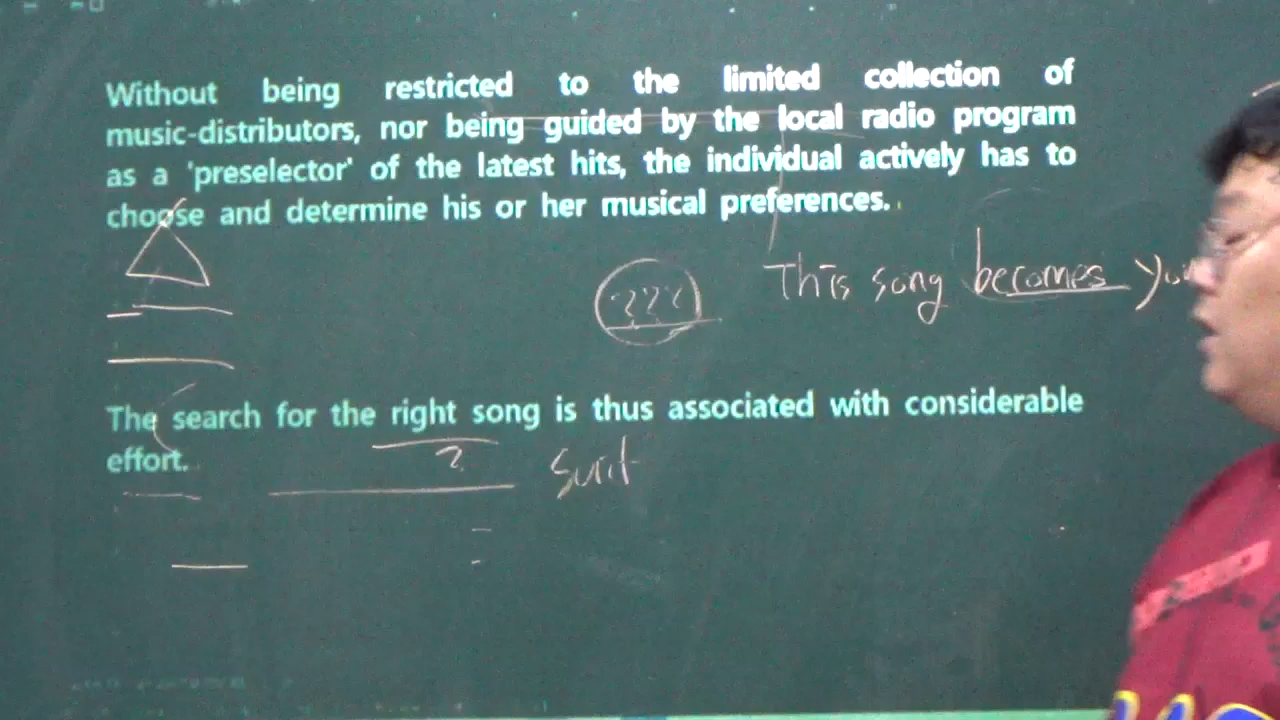 Without being restricted to the limited collection of
music-distributors, nor being guided by the local radio program
as a 'preselector' of the latest hits, the individual actively has to
choose and determine his or her musical preferences.
???
This song becomes you
The search for the right song is thus associated with considerable
effort.
?
suit